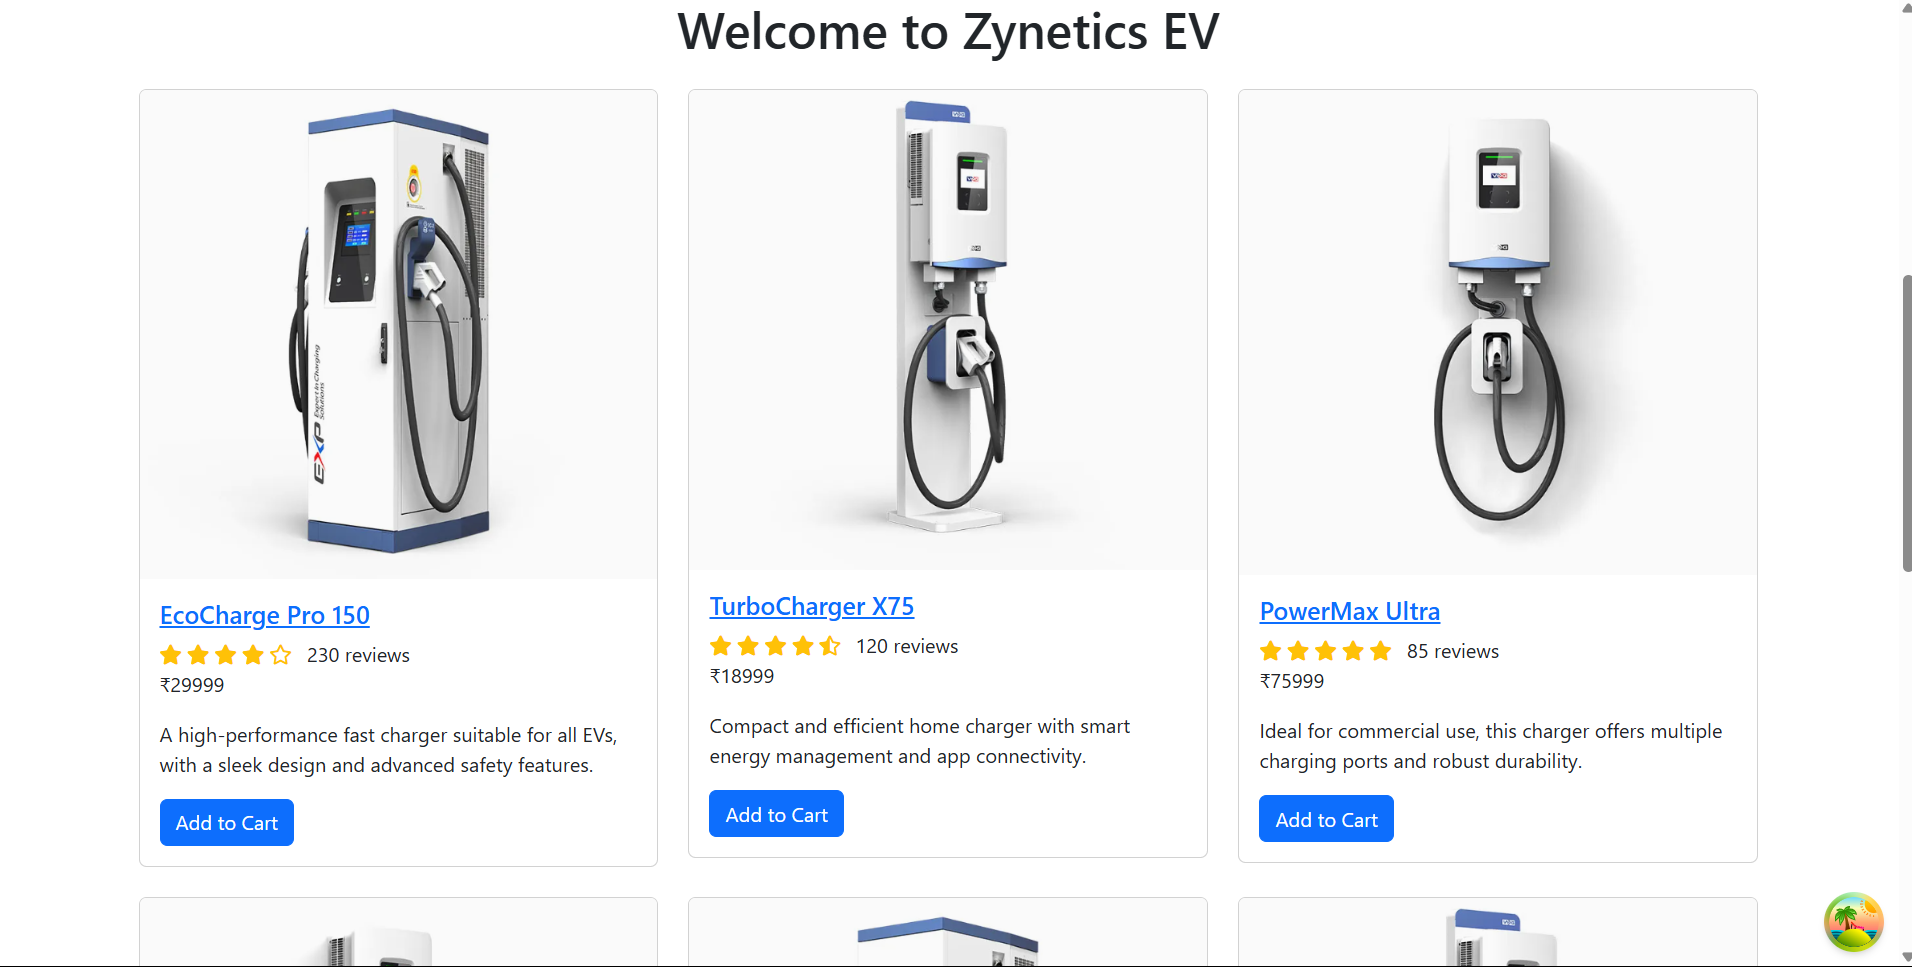 Welcome to Zynetics EV
EXP Expert in Charging
Solutions
EcoCharge Pro 150
230 reviews
₹29999
A high-performance fast charger suitable for all EVs,
with a sleek design and advanced safety features.
Add to Cart
TurboCharger X75
120 reviews
₹18999
Compact and efficient home charger with smart
energy management and app connectivity.
Add to Cart
PowerMax Ultra
85 reviews
₹75999
Ideal for commercial use, this charger offers multiple
charging ports and robust durability.
Add to Cart